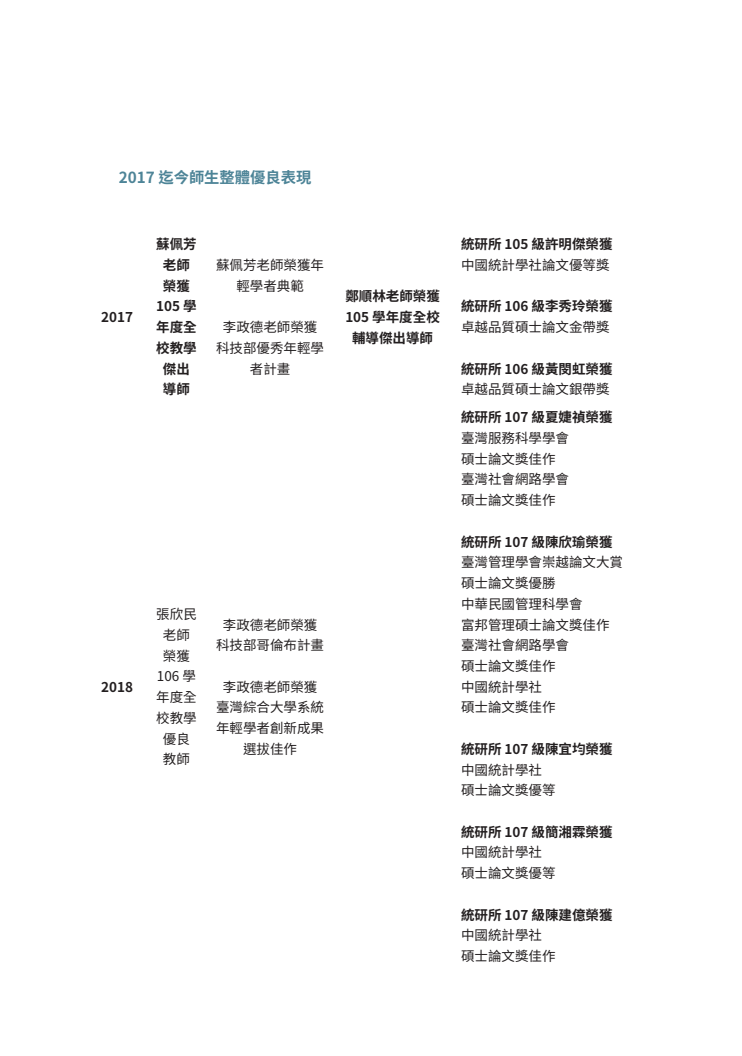 2017 迄今師生整體優良表現
2017
蘇佩芳
老師
榮獲
105 學
年度全
校教學
傑出
導師
蘇佩芳老師榮獲年
輕學者典範
李政德老師榮獲
科技部優秀年輕學
者計畫
鄭順林老師榮獲
105 學年度全校
輔導傑出導師
統研所 105 級許明傑榮獲
中國統計學社論文優等獎
統研所 106 級李秀玲榮獲
卓越品質碩士論文金帶獎
統研所 106 級黃閔虹榮獲
卓越品質碩士論文銀帶獎
2018
張欣民
老師
榮獲
106 學
年度全
校教學
優良
教師
李政德老師榮獲
科技部哥倫布計畫
李政德老師榮獲
臺灣綜合大學系統
年輕學者創新成果
選拔佳作
統研所 107 級夏婕禎榮獲
臺灣服務科學學會
碩士論文獎佳作
臺灣社會網路學會
碩士論文獎佳作
統研所 107 級陳欣瑜榮獲
臺灣管理學會崇越論文大賞
碩士論文獎優勝
中華民國管理科學會
富邦管理碩士論文獎佳作
臺灣社會網路學會
碩士論文獎佳作
中國統計學社
碩士論文獎佳作
統研所 107 級陳宜均榮獲
中國統計學社
碩士論文獎優等
統研所 107 級簡湘霖榮獲
中國統計學社
碩士論文獎優等
統研所 107 級陳建億榮獲
中國統計學社
碩士論文獎佳作